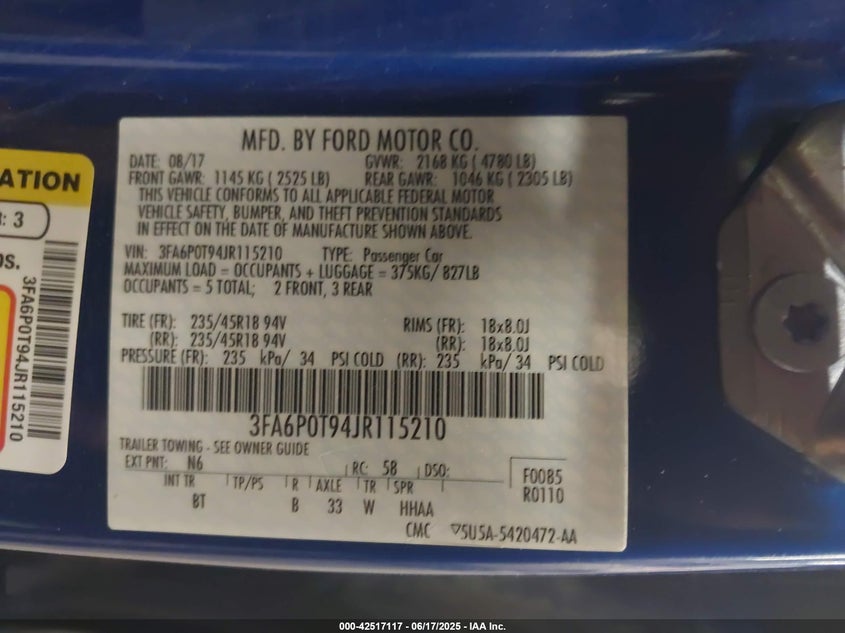 MFD. BY FORD MOTOR CO.
DATE: 08/17 GVWR: 2168 KG ( 4780 LB)
FRONT GAWR: 1145 KG ( 2525 LB) REAR GAWR: 1046 KG ( 2305 LB)
THIS VEHICLE CONFORMS TO ALL APPLICABLE FEDERAL MOTOR
VEHICLE SAFETY, BUMPER, AND THEFT PREVENTION STANDARDS
IN EFFECT ON THE DATE OF MANUFACTURE SHOWN ABOVE.
VIN: 3FA6P0T94JR115210 TYPE: Passenger Car
MAXIMUM LOAD = OCCUPANTS + LUGGAGE = 375KG/ 827LB
OCCUPANTS = 5 TOTAL; 2 FRONT, 3 REAR
TIRE (FR): 235/45R18 94V RIMS (FR): 18x8.0J
(RR): 235/45R18 94V (RR): 18x8.0J
PRESSURE (FR): 235 kPa/ 34 PSI COLD (RR): 235 kPa/ 34 PSI COLD
3FA6P0T94JR115210
TRAILER TOWING - SEE OWNER GUIDE
EXT PNT: N6 RC: 58 DSO:
F0085
R0110
INT TR TP/PS R AXLE TR SPR
BT B 33 W HHAA
CMC ▽5U5A-5420472-AA
ATION
: 3
os.
3FA6P0T94JR115210
000-42517117 - 06/17/2025 - IAA Inc.